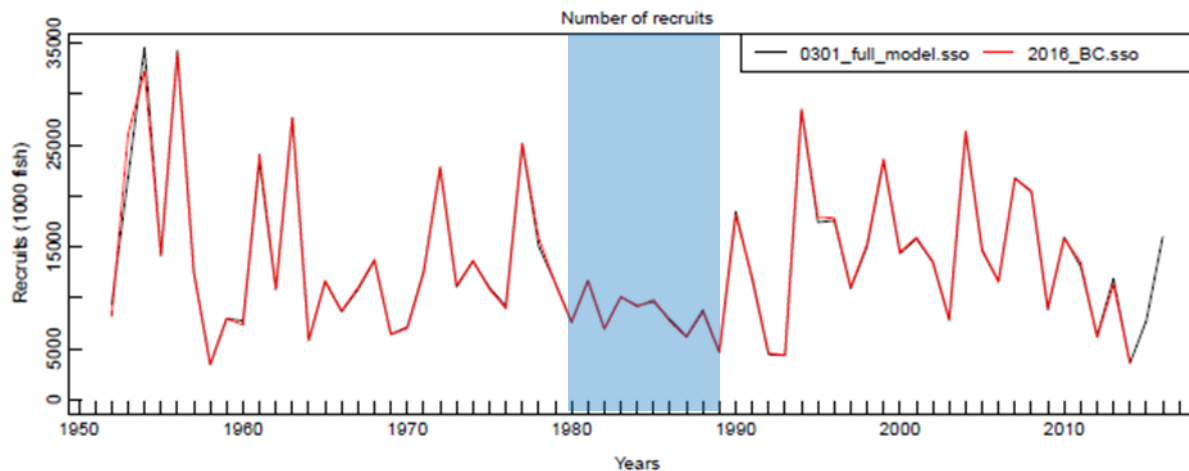 Number of recruits
0301_full_model.sso
2016_BC.sso
Recruits (1000 fish)
35000
25000
15000
5000
0
1950
1960
1970
1980
1990
2000
2010
Years